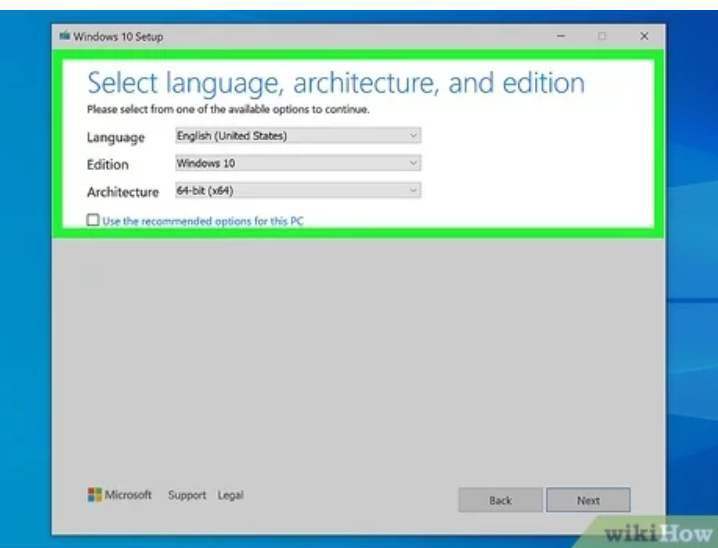 Windows 10 Setup
Select language, architecture, and edition
Please select from one of the available options to continue.
Language English (United States)
Edition Windows 10
Architecture 64-bit (x64)
Use the recommended options for this PC
Microsoft Support Legal Back Next
wikiHow